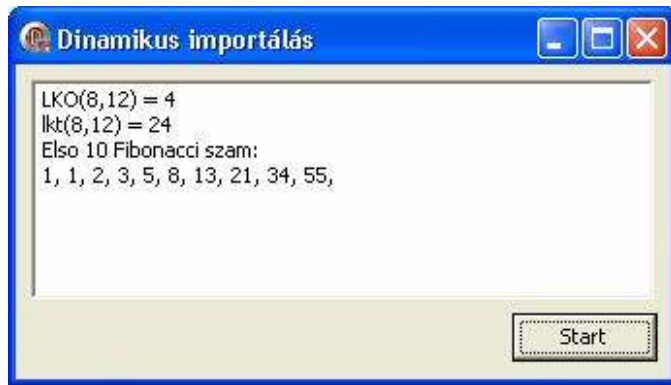 Dinamikus importálás
LKO(8,12) = 4
lkt(8,12) = 24
Elso 10 Fibonacci szam:
1, 1, 2, 3, 5, 8, 13, 21, 34, 55,
Start